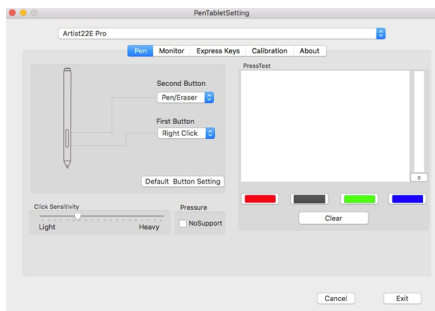 PenTabletSetting
Artist22E Pro
Pen Monitor Express Keys Calibration About
PressTest
Second Button
Pen/Eraser
First Button
Right Click
Default Button Setting
0
Click Sensitivity
Light Heavy
Pressure
NoSupport
Clear
Cancel Exit